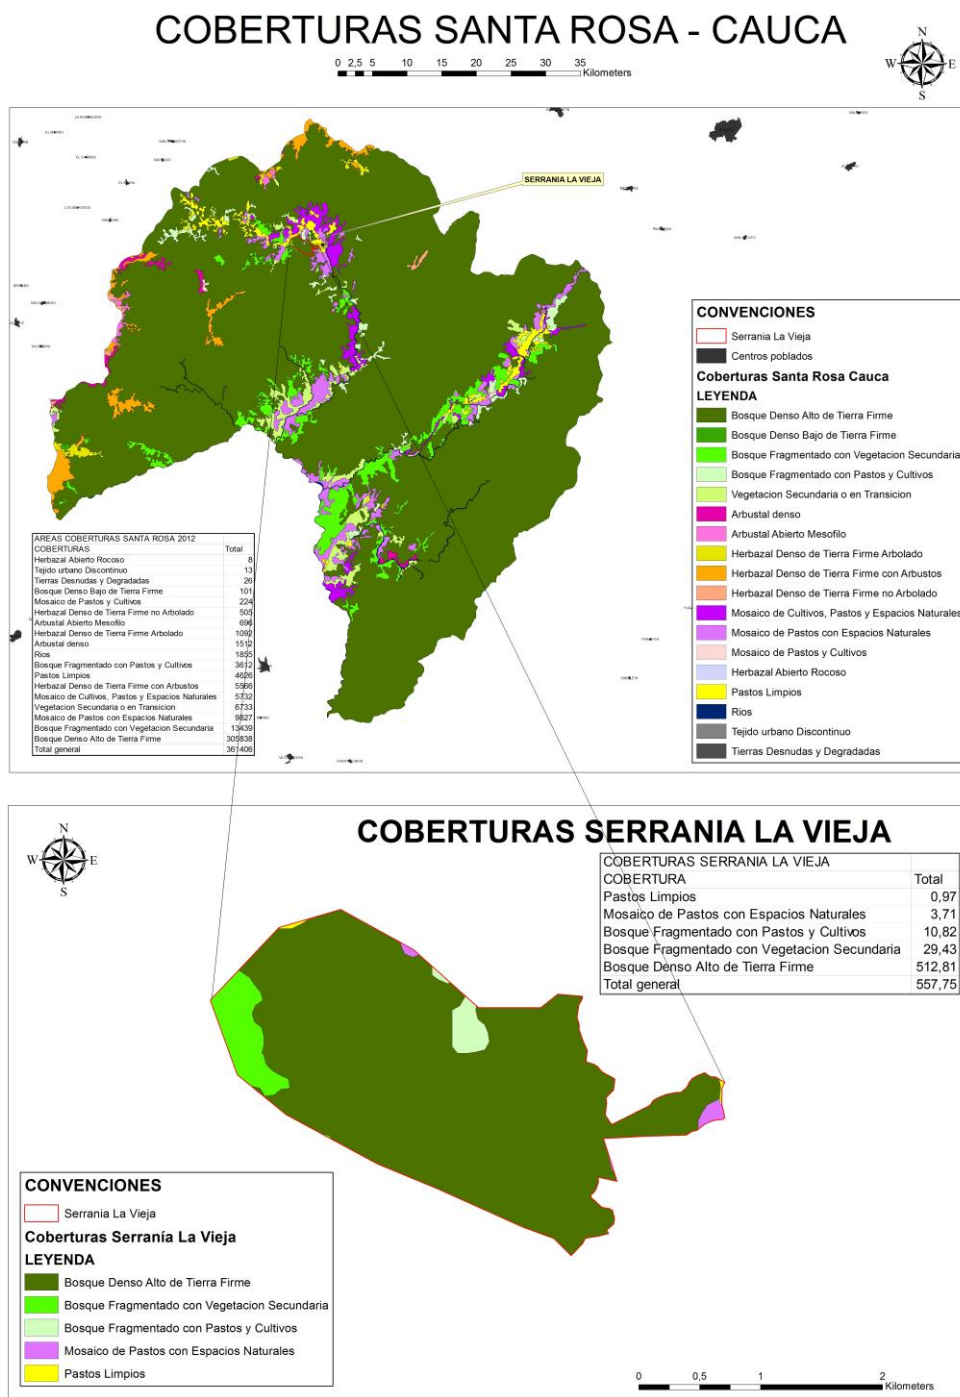 COBERTURAS SANTA ROSA - CAUCA
N
W E
S
0 2,5 5 10 15 20 25 30 35
Kilometers
SERRANIA LA VIEJA
CONVENCIONES
Serrania La Vieja
Centros poblados
Coberturas Santa Rosa Cauca
LEYENDA
Bosque Denso Alto de Tierra Firme
Bosque Denso Bajo de Tierra Firme
Bosque Fragmentado con Vegetacion Secundaria
Bosque Fragmentado con Pastos y Cultivos
Vegetacion Secundaria o en Transicion
Arbustal denso
Arbustal Abierto Mesofilo
Herbazal Denso de Tierra Firme Arbolado
Herbazal Denso de Tierra Firme con Arbustos
Herbazal Denso de Tierra Firme no Arbolado
Mosaico de Cultivos, Pastos y Espacios Naturales
Mosaico de Pastos con Espacios Naturales
Mosaico de Pastos y Cultivos
Herbazal Abierto Rocoso
Pastos Limpios
Rios
Tejido urbano Discontinuo
Tierras Desnudas y Degradadas
AREAS COBERTURAS SANTA ROSA 2012
COBERTURAS Total
Herbazal Abierto Rocoso 8
Tejido urbano Discontinuo 13
Tierras Desnudas y Degradadas 26
Bosque Denso Bajo de Tierra Firme 101
Mosaico de Pastos y Cultivos 224
Herbazal Denso de Tierra Firme no Arbolado 505
Arbustal Abierto Mesofilo 696
Herbazal Denso de Tierra Firme Arbolado 1092
Arbustal denso 1512
Rios 1855
Bosque Fragmentado con Pastos y Cultivos 3612
Pastos Limpios 4626
Herbazal Denso de Tierra Firme con Arbustos 5566
Mosaico de Cultivos, Pastos y Espacios Naturales 5732
Vegetacion Secundaria o en Transicion 6733
Mosaico de Pastos con Espacios Naturales 9827
Bosque Fragmentado con Vegetacion Secundaria 13439
Bosque Denso Alto de Tierra Firme 305838
Total general 361406
N
W E
S
COBERTURAS SERRANIA LA VIEJA
COBERTURAS SERRANIA LA VIEJA
COBERTURA Total
Pastos Limpios 0,97
Mosaico de Pastos con Espacios Naturales 3,71
Bosque Fragmentado con Pastos y Cultivos 10,82
Bosque Fragmentado con Vegetacion Secundaria 29,43
Bosque Denso Alto de Tierra Firme 512,81
Total general 557,75
CONVENCIONES
Serrania La Vieja
Coberturas Serranía La Vieja
LEYENDA
Bosque Denso Alto de Tierra Firme
Bosque Fragmentado con Vegetacion Secundaria
Bosque Fragmentado con Pastos y Cultivos
Mosaico de Pastos con Espacios Naturales
Pastos Limpios
0 0,5 1 2
Kilometers